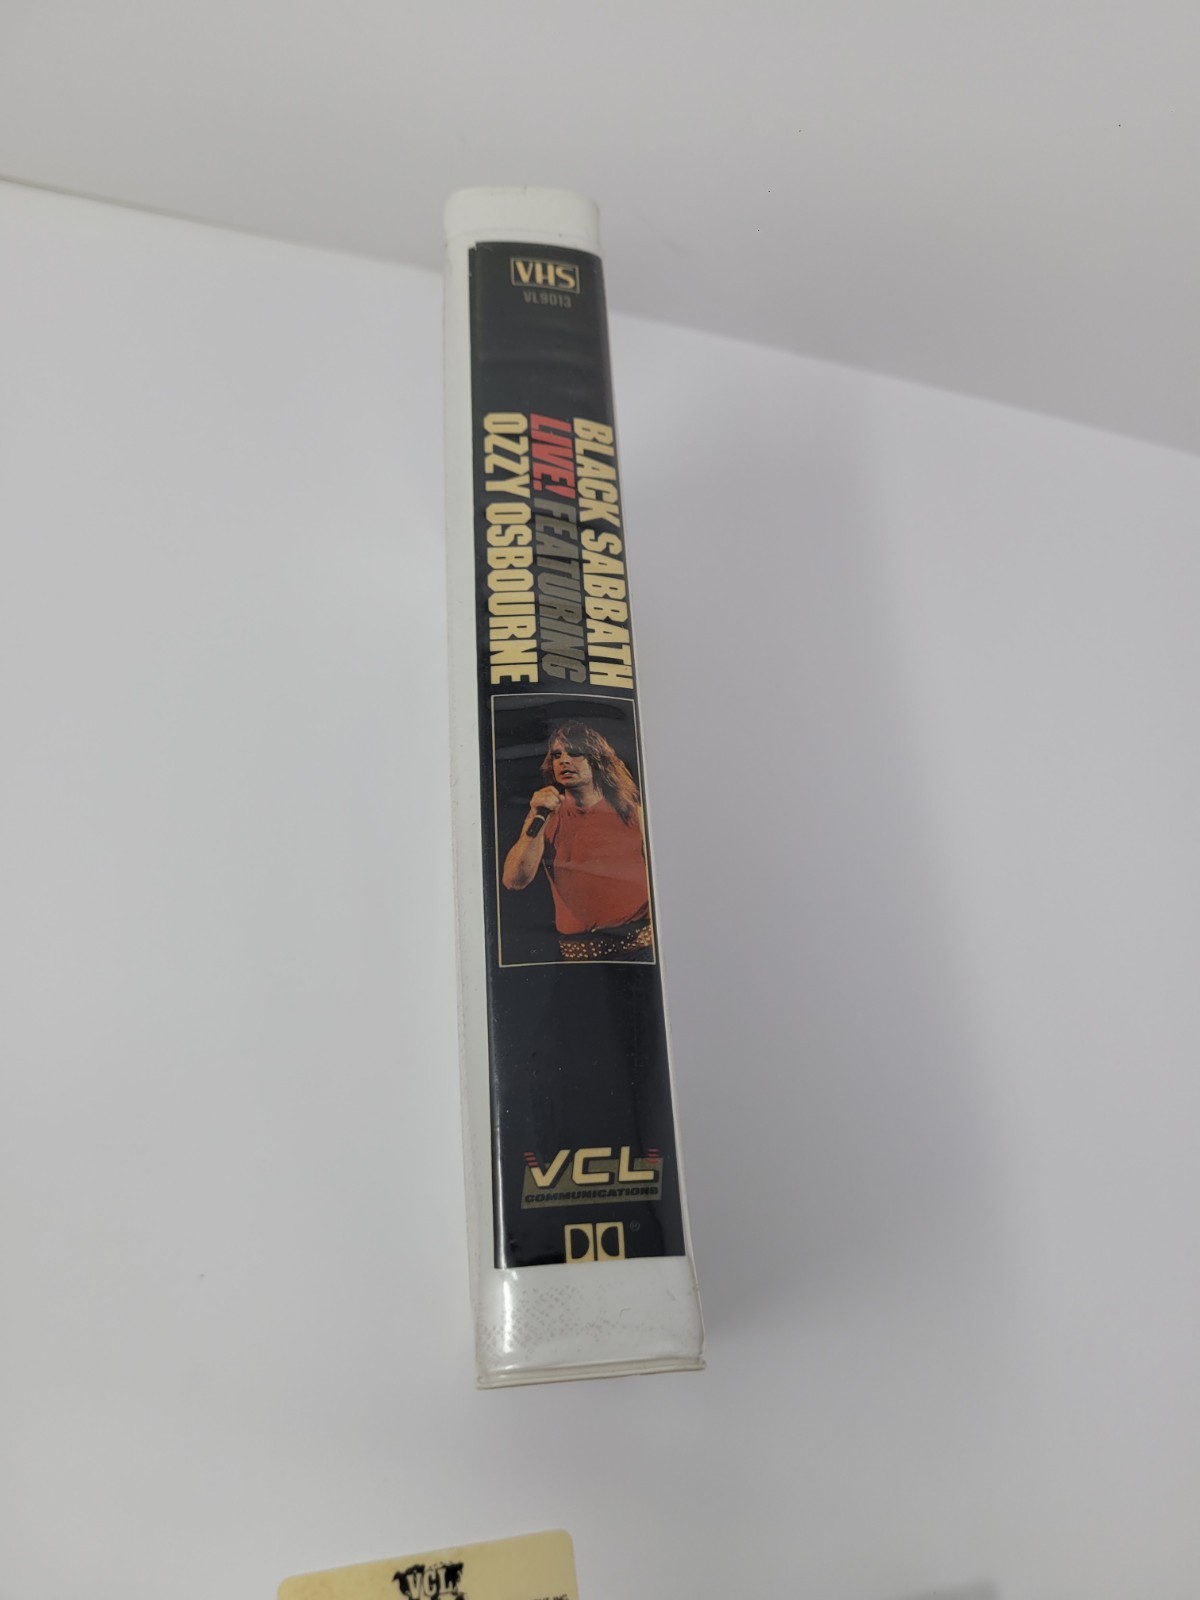 VHS
VL9013
BLACK SABBATH
LIVE! FEATURING
OZZY OSBOURNE
VCL
COMMUNICATIONS
®
VCL